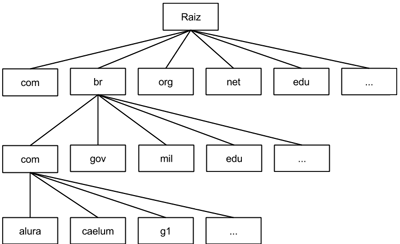 Raiz
com br org net edu ...
com gov mil edu ...
alura caelum g1 ...